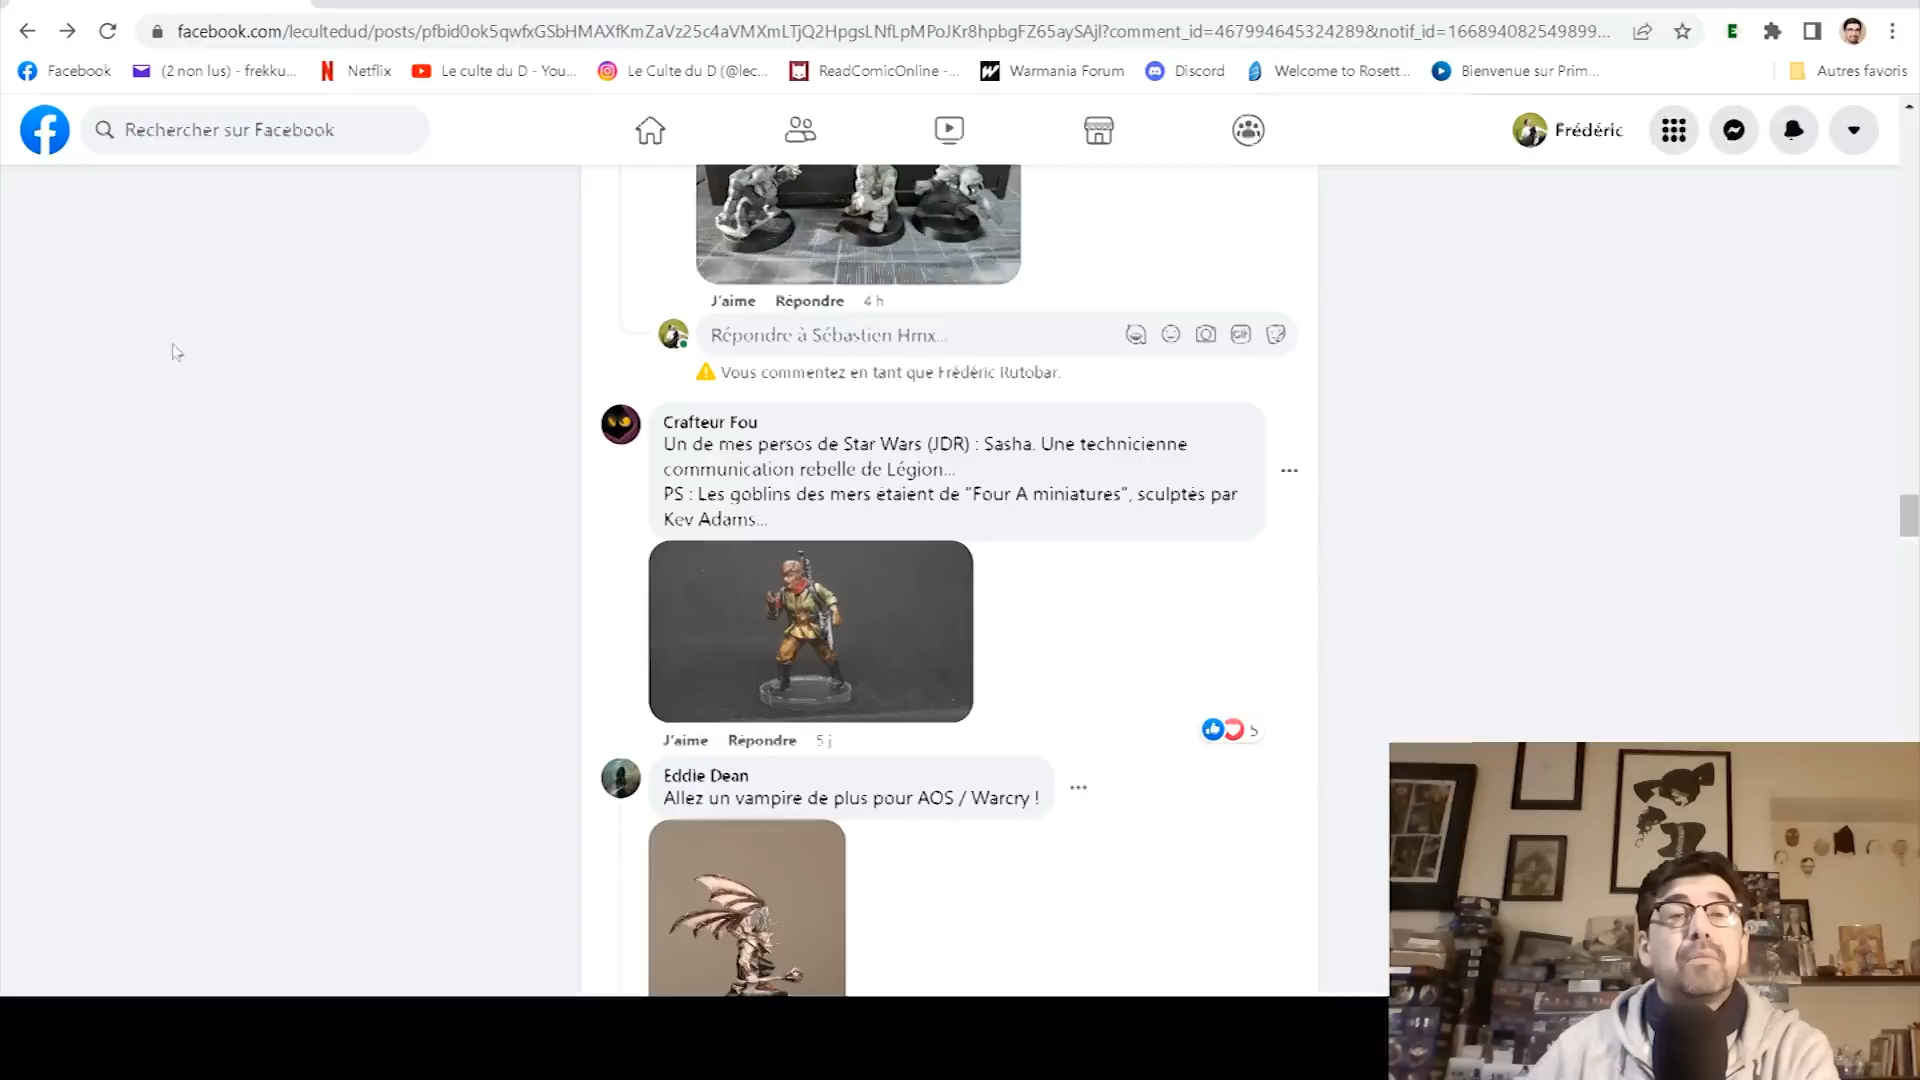 facebook.com/lecultedud/posts/pfbid0ok5qwfxGSbHMAXfKmZaVz25c4aVMXmLTjQ2HpgsLNfLpMPoJKr8hpbgFZ65aySAjl?comment_id=467994645324289&notif_id=166894082549899...
Facebook (2 non lus) - frekku... Netflix Le culte du D - You... Le Culte du D (@lec... ReadComicOnline -... Warmania Forum Discord Welcome to Rosett... Bienvenue sur Prim... Autres favoris
Rechercher sur Facebook
Frédéric
J'aime Répondre 4 h
Répondre à Sébastien Hmx...
GIF
Vous commentez en tant que Frédéric Rutobar.
Crafteur Fou
Un de mes persos de Star Wars (JDR) : Sasha. Une technicienne
communication rebelle de Légion...
PS : Les goblins des mers étaient de "Four A miniatures", sculptés par
Kev Adams...
J'aime Répondre 5 j
5
Eddie Dean
Allez un vampire de plus pour AOS / Warcry !